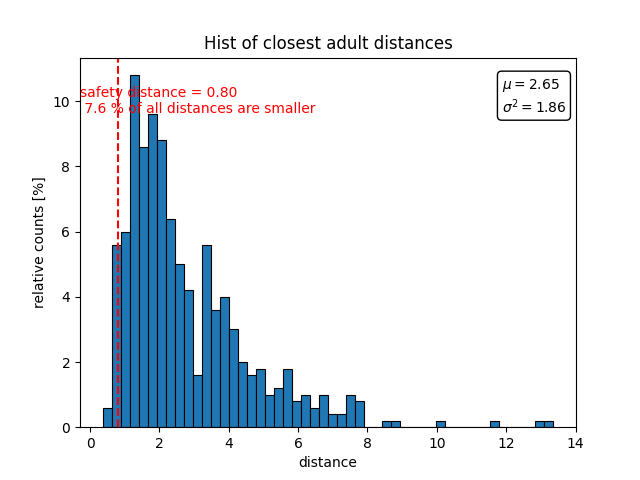 Hist of closest adult distances
safety distance = 0.80
7.6 % of all distances are smaller
μ = 2.65
σ² = 1.86
relative counts [%]
10
8
6
4
2
0
0 2 4 6 8 10 12 14
distance